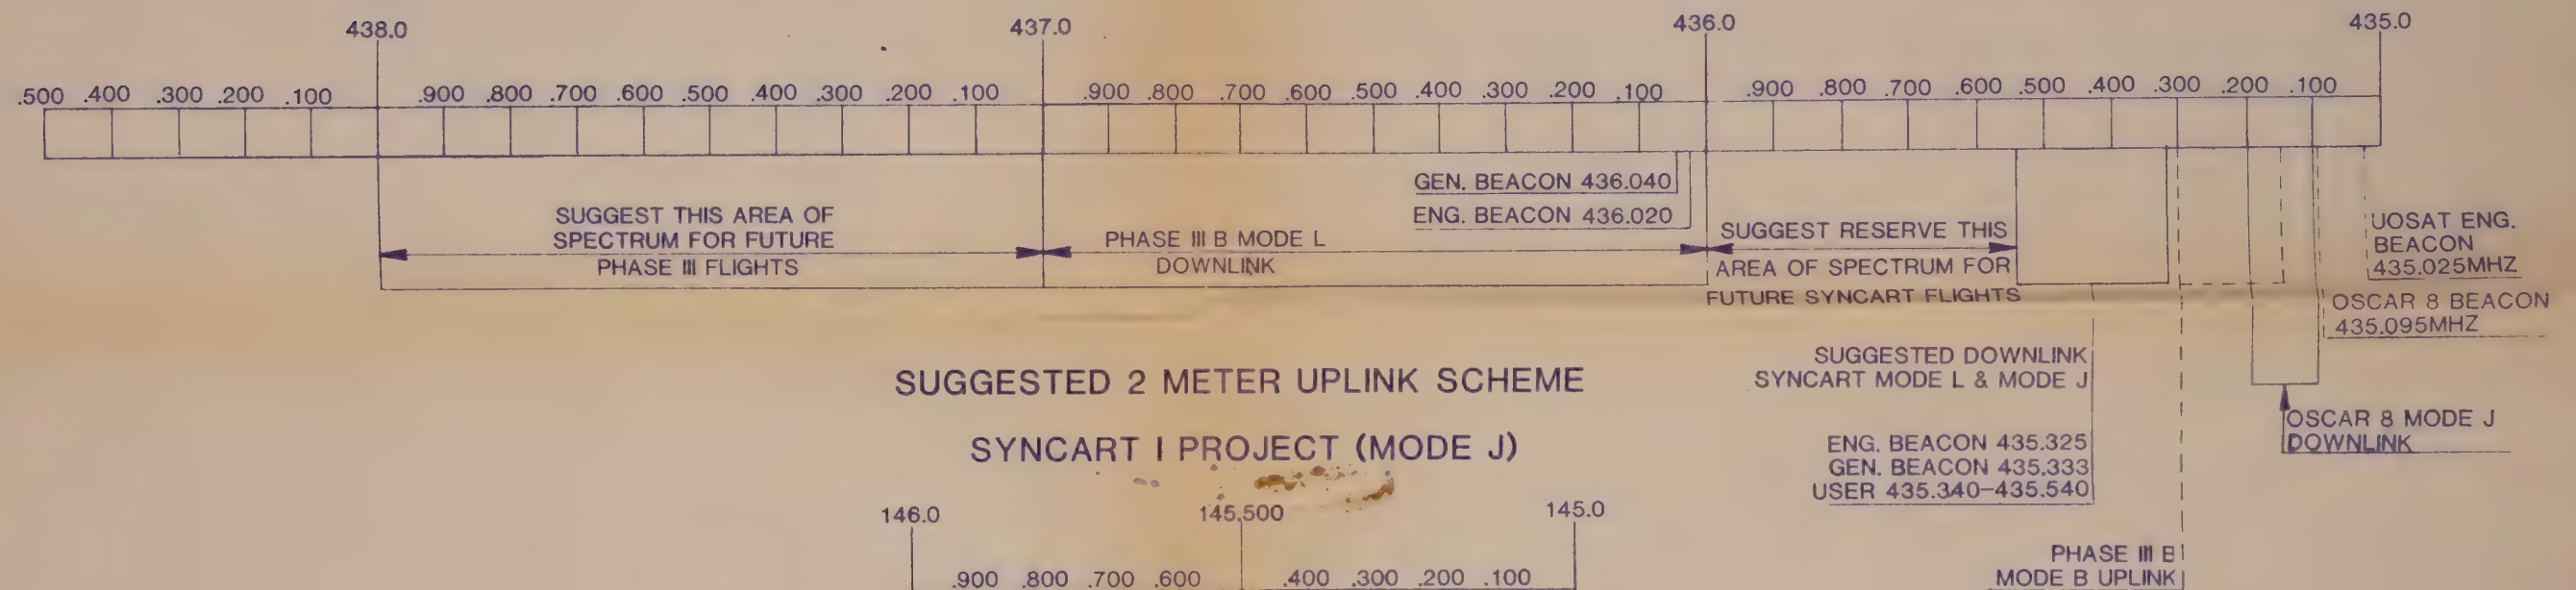 438.0 437.0 436.0 435.0
.500 .400 .300 .200 .100 .900 .800 .700 .600 .500 .400 .300 .200 .100 .900 .800 .700 .600 .500 .400 .300 .200 .100 .900 .800 .700 .600 .500 .400 .300 .200 .100
SUGGEST THIS AREA OF
SPECTRUM FOR FUTURE
PHASE III FLIGHTS
PHASE III B MODE L
DOWNLINK
GEN. BEACON 436.040
ENG. BEACON 436.020
SUGGEST RESERVE THIS
AREA OF SPECTRUM FOR
FUTURE SYNCART FLIGHTS
UOSAT ENG.
BEACON
435.025MHZ
OSCAR 8 BEACON
435.095MHZ
SUGGESTED DOWNLINK
SYNCART MODE L & MODE J
ENG. BEACON 435.325
GEN. BEACON 435.333
USER 435.340-435.540
OSCAR 8 MODE J
DOWNLINK
PHASE III B
MODE B UPLINK
SUGGESTED 2 METER UPLINK SCHEME
SYNCART I PROJECT (MODE J)
146.0 145.500 145.0
.900 .800 .700 .600 .400 .300 .200 .100